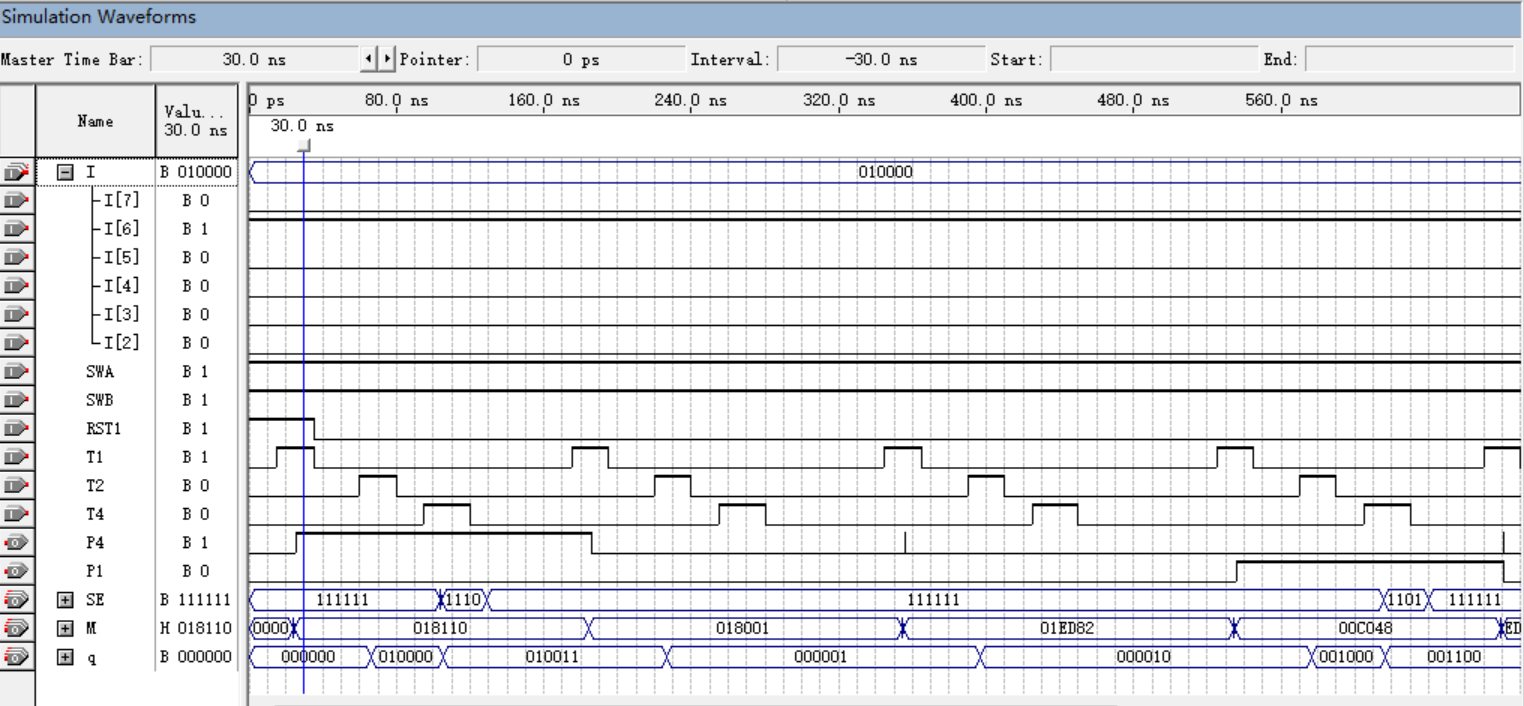 Simulation Waveforms
Master Time Bar: 30.0 ns Pointer: 0 ps Interval: -30.0 ns Start: End:
Name Valu... 30.0 ns 0 ps 80.0 ns 160.0 ns 240.0 ns 320.0 ns 400.0 ns 480.0 ns 560.0 ns
30.0 ns
I B 010000 010000
I[7] B 0
I[6] B 1
I[5] B 0
I[4] B 0
I[3] B 0
I[2] B 0
SWA B 1
SWB B 1
RST1 B 1
T1 B 1
T2 B 0
T4 B 0
P4 B 1
P1 B 0
SE B 111111 111111 1110 111111 1101 111111
M H 018110 0000 018110 018001 01ED82 00C048 ED
q B 000000 000000 010000 010011 000001 000010 001000 001100